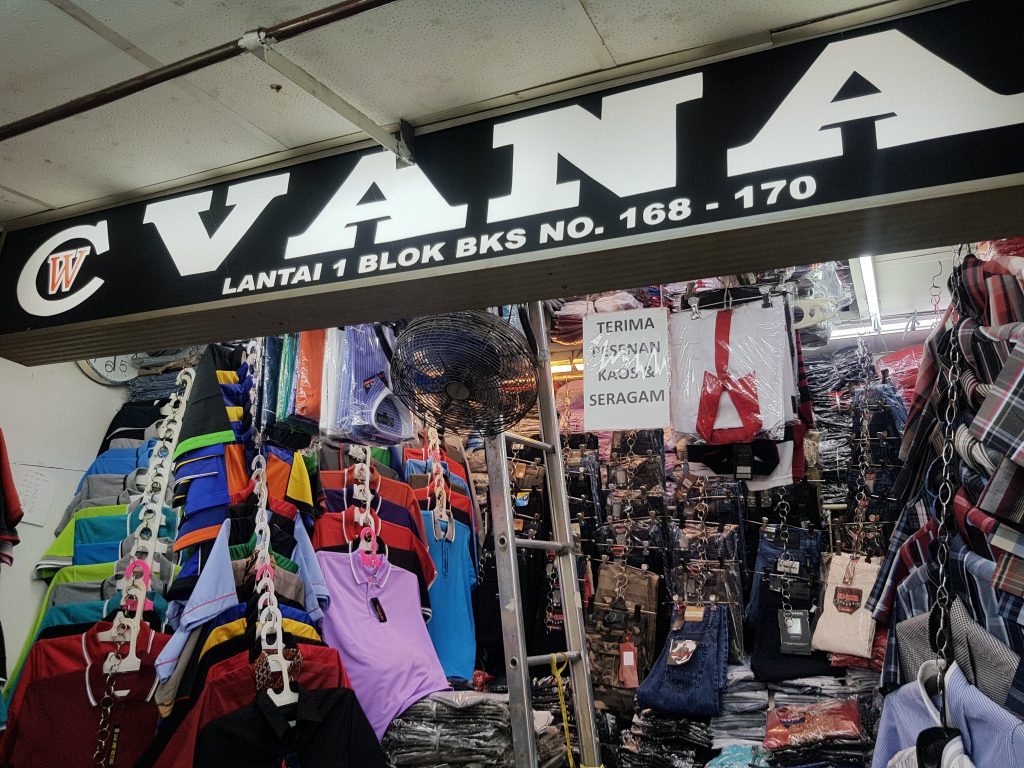 CW VANA
LANTAI 1 BLOK BKS NO. 168 - 170
TERIMA
PESENAN
KAOS &
SERAGAM